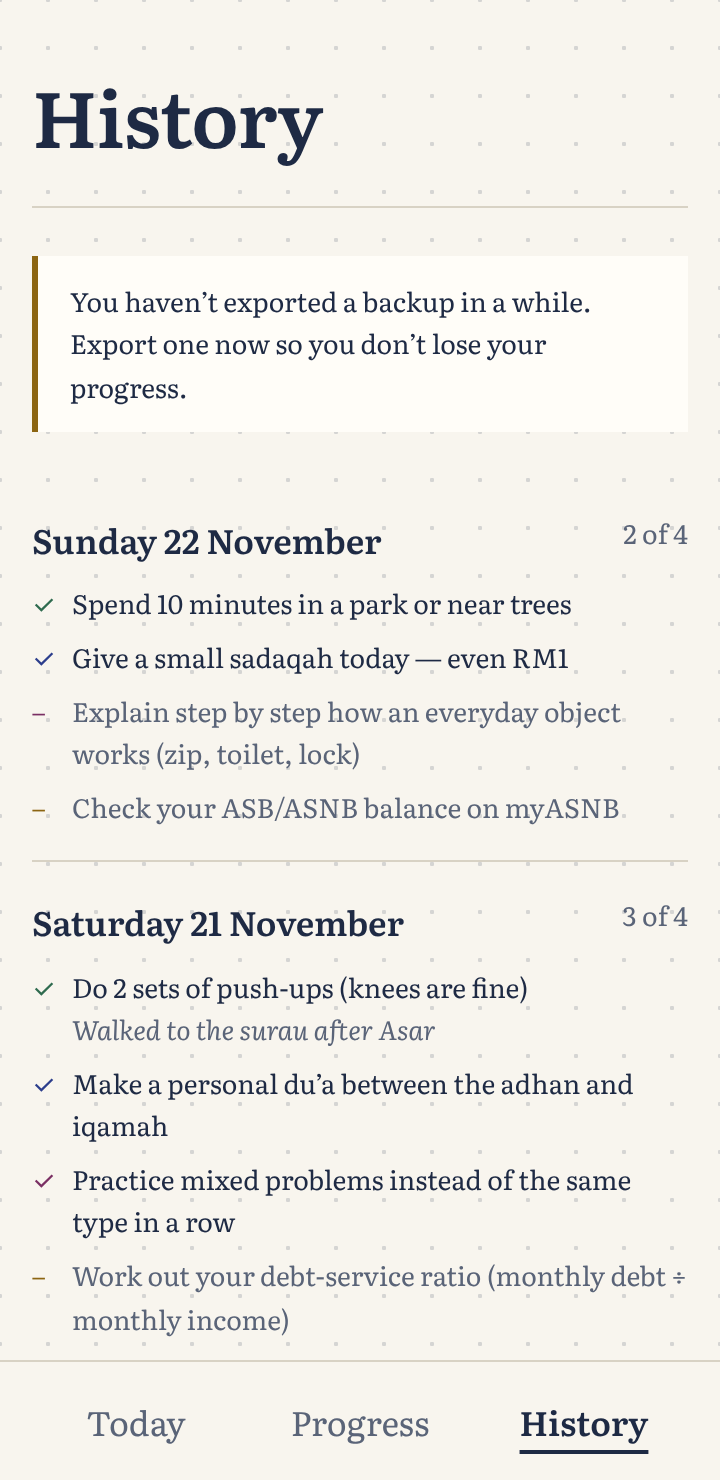 History
You haven’t exported a backup in a while.
Export one now so you don’t lose your
progress.
Sunday 22 November
2 of 4
✓ Spend 10 minutes in a park or near trees
✓ Give a small sadaqah today — even RM1
– Explain step by step how an everyday object
works (zip, toilet, lock)
– Check your ASB/ASNB balance on myASNB
Saturday 21 November
3 of 4
✓ Do 2 sets of push-ups (knees are fine)
Walked to the surau after Asar
✓ Make a personal du’a between the adhan and
iqamah
✓ Practice mixed problems instead of the same
type in a row
– Work out your debt-service ratio (monthly debt ÷
monthly income)
Today
Progress
History